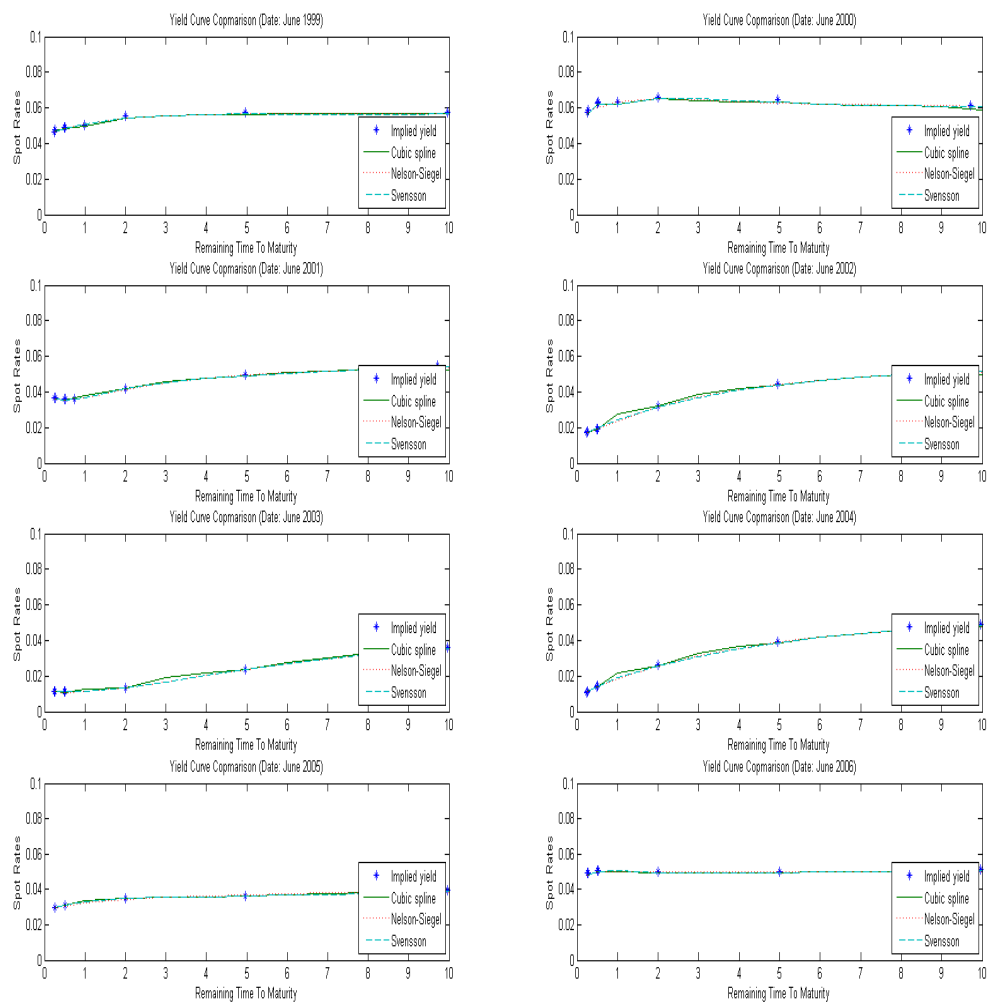 Yield Curve Copmarison (Date: June 1999)
0.1
0.08
0.06
0.04
0.02
0
Spot Rates
Implied yield
Cubic spline
Nelson-Siegel
Svensson
0 1 2 3 4 5 6 7 8 9 10
Remaining Time To Maturity
Yield Curve Copmarison (Date: June 2000)
0.1
0.08
0.06
0.04
0.02
0
Spot Rates
Implied yield
Cubic spline
Nelson-Siegel
Svensson
0 1 2 3 4 5 6 7 8 9 10
Remaining Time To Maturity
Yield Curve Copmarison (Date: June 2001)
0.1
0.08
0.06
0.04
0.02
0
Spot Rates
Implied yield
Cubic spline
Nelson-Siegel
Svensson
0 1 2 3 4 5 6 7 8 9 10
Remaining Time To Maturity
Yield Curve Copmarison (Date: June 2002)
0.1
0.08
0.06
0.04
0.02
0
Spot Rates
Implied yield
Cubic spline
Nelson-Siegel
Svensson
0 1 2 3 4 5 6 7 8 9 10
Remaining Time To Maturity
Yield Curve Copmarison (Date: June 2003)
0.1
0.08
0.06
0.04
0.02
0
Spot Rates
Implied yield
Cubic spline
Nelson-Siegel
Svensson
0 1 2 3 4 5 6 7 8 9 10
Remaining Time To Maturity
Yield Curve Copmarison (Date: June 2004)
0.1
0.08
0.06
0.04
0.02
0
Spot Rates
Implied yield
Cubic spline
Nelson-Siegel
Svensson
0 1 2 3 4 5 6 7 8 9 10
Remaining Time To Maturity
Yield Curve Copmarison (Date: June 2005)
0.1
0.08
0.06
0.04
0.02
0
Spot Rates
Implied yield
Cubic spline
Nelson-Siegel
Svensson
0 1 2 3 4 5 6 7 8 9 10
Remaining Time To Maturity
Yield Curve Copmarison (Date: June 2006)
0.1
0.08
0.06
0.04
0.02
0
Spot Rates
Implied yield
Cubic spline
Nelson-Siegel
Svensson
0 1 2 3 4 5 6 7 8 9 10
Remaining Time To Maturity